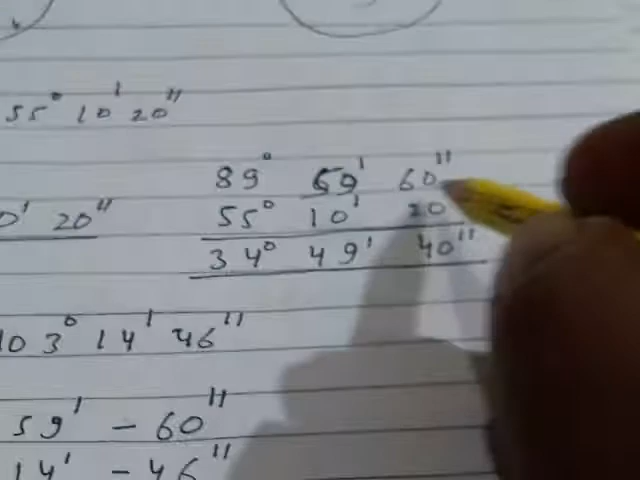 55° 10' 20"
89° 59' 60"
0' 20" 55° 10' 20
34° 49' 40"
103° 14' 46"
59' - 60"
14' - 46"